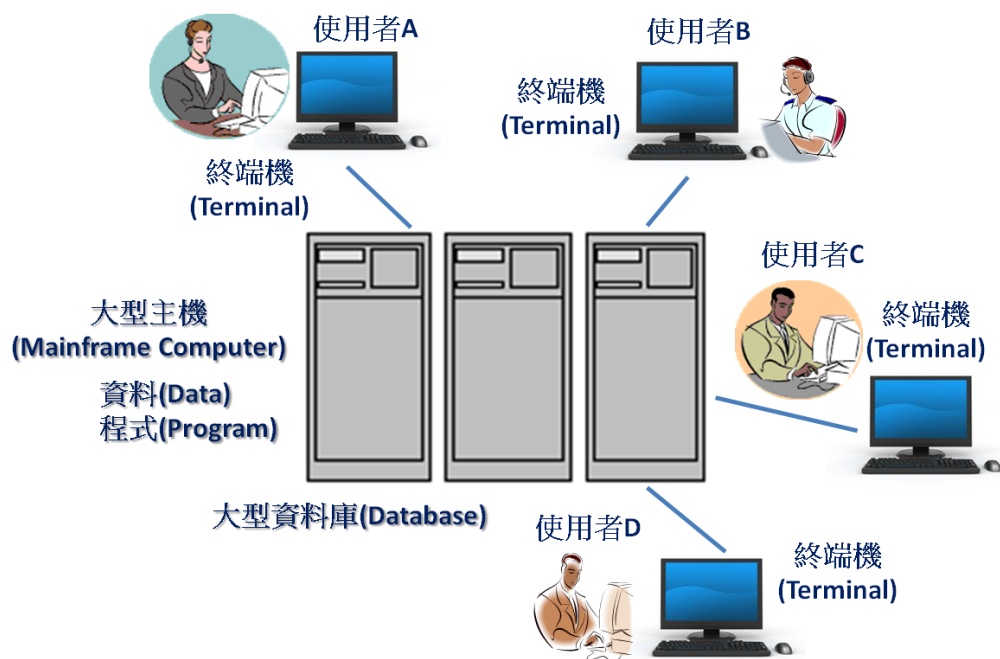 使用者A
使用者B
終端機
(Terminal)
終端機
(Terminal)
使用者C
終端機
(Terminal)
大型主機
(Mainframe Computer)
資料(Data)
程式(Program)
大型資料庫(Database)
使用者D
終端機
(Terminal)